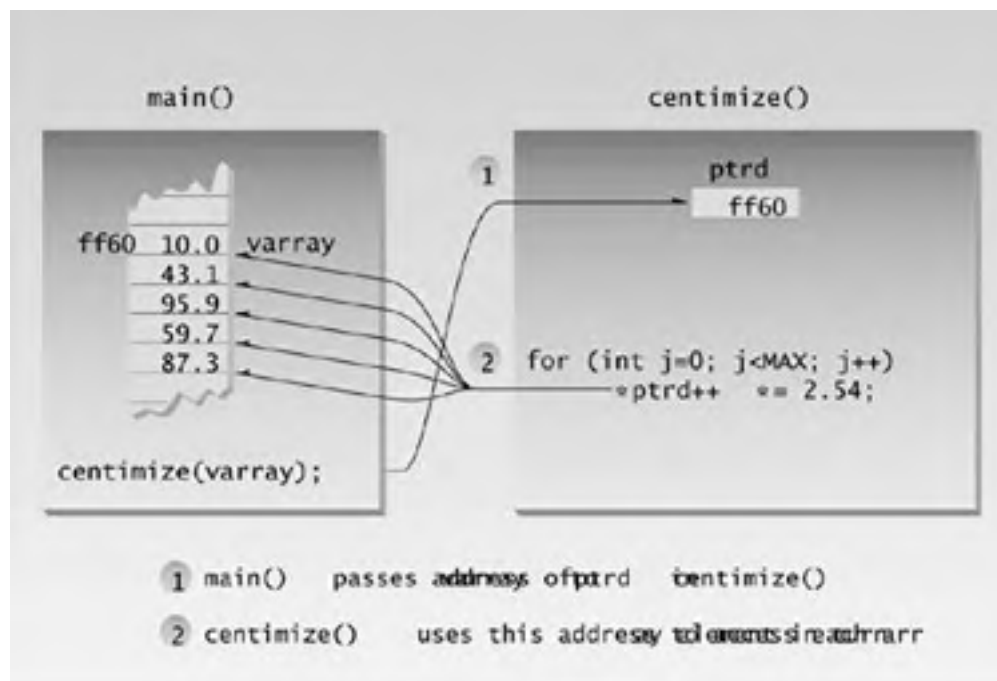 main()
centimize()
1
ptrd
ff60
ff60 10.0 varray
43.1
95.9
59.7
87.3
2 for (int j=0; j<MAX; j++)
*ptrd++ *= 2.54;
centimize(varray);
1 main() passes of centimize()
2 centimize() uses this